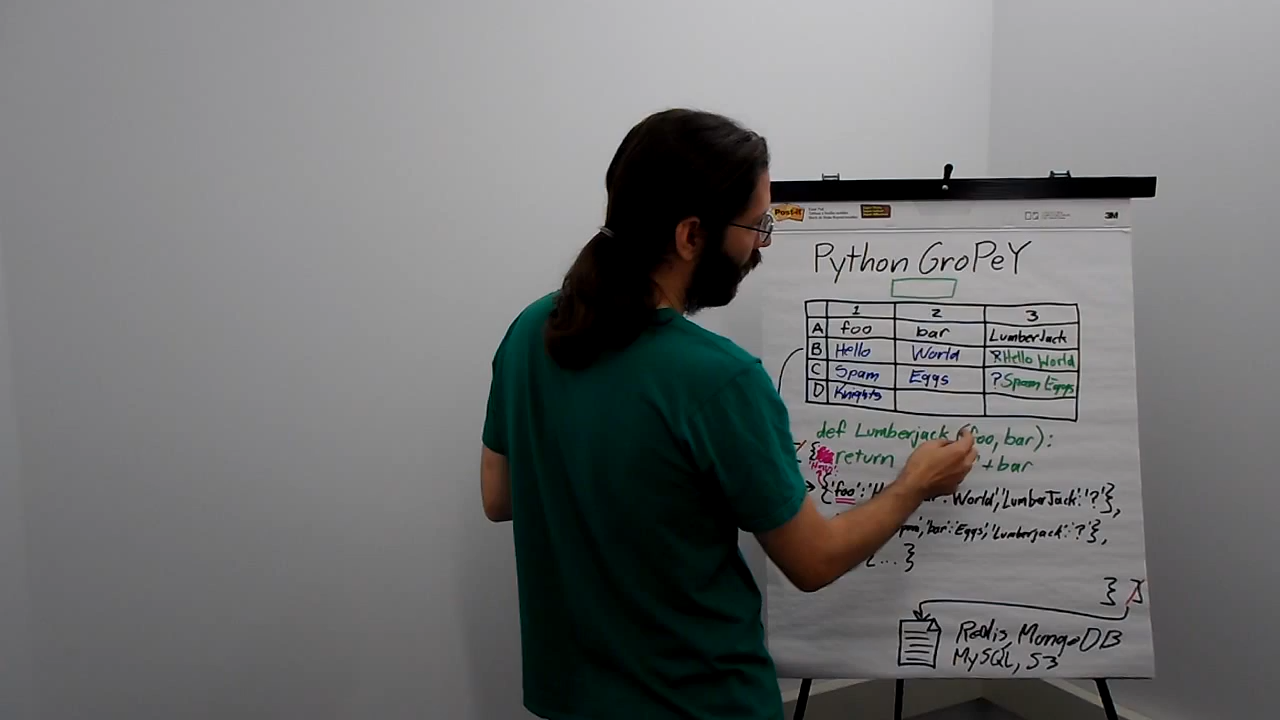 Post-it
3M
Python GroPeY
1 2 3
A foo bar LumberJack
B Hello World ?Hello World
C Spam Eggs ?Spam Eggs
D Knights
def Lumberjack (foo, bar):
return +bar
{'foo':'H World','LumberJack':'?'},
'bar':Eggs','Lumberjack':'?'},
{...}
} ]
Redis, MongoDB
MySQL, S3